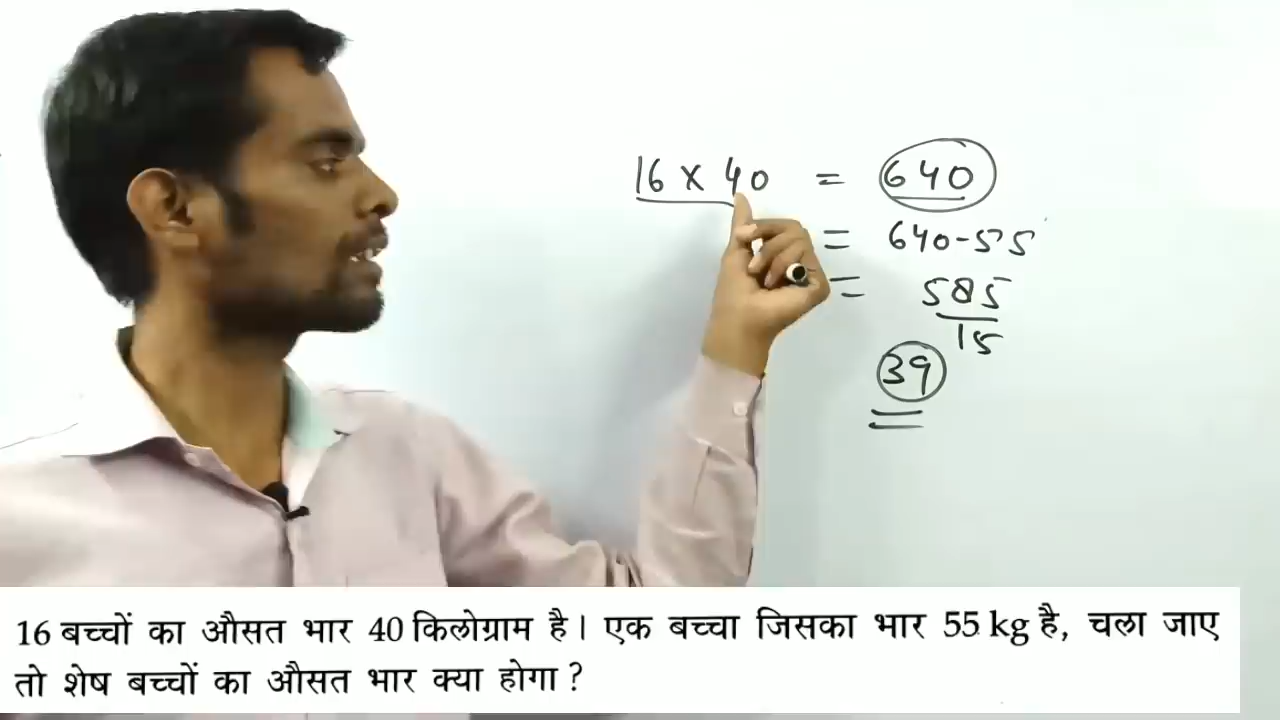 16 x 40 = 640
= 640-55
= 585
15
39
16 बच्चों का औसत भार 40 किलोग्राम है। एक बच्चा जिसका भार 55 kg है, चला जाए
तो शेष बच्चों का औसत भार क्या होगा ?